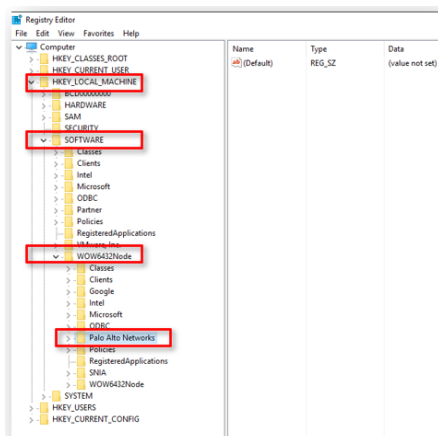 Registry Editor
File Edit View Favorites Help
Computer
HKEY_CLASSES_ROOT
HKEY_CURRENT_USER
HKEY_LOCAL_MACHINE
BCD00000000
HARDWARE
SAM
SECURITY
SOFTWARE
Classes
Clients
Intel
Microsoft
ODBC
Partner
Policies
RegisteredApplications
VMware, Inc.
WOW6432Node
Classes
Clients
Google
Intel
Microsoft
ODBC
Palo Alto Networks
Policies
RegisteredApplications
SNIA
WOW6432Node
SYSTEM
HKEY_USERS
HKEY_CURRENT_CONFIG
Name Type Data
ab (Default) REG_SZ (value not set)